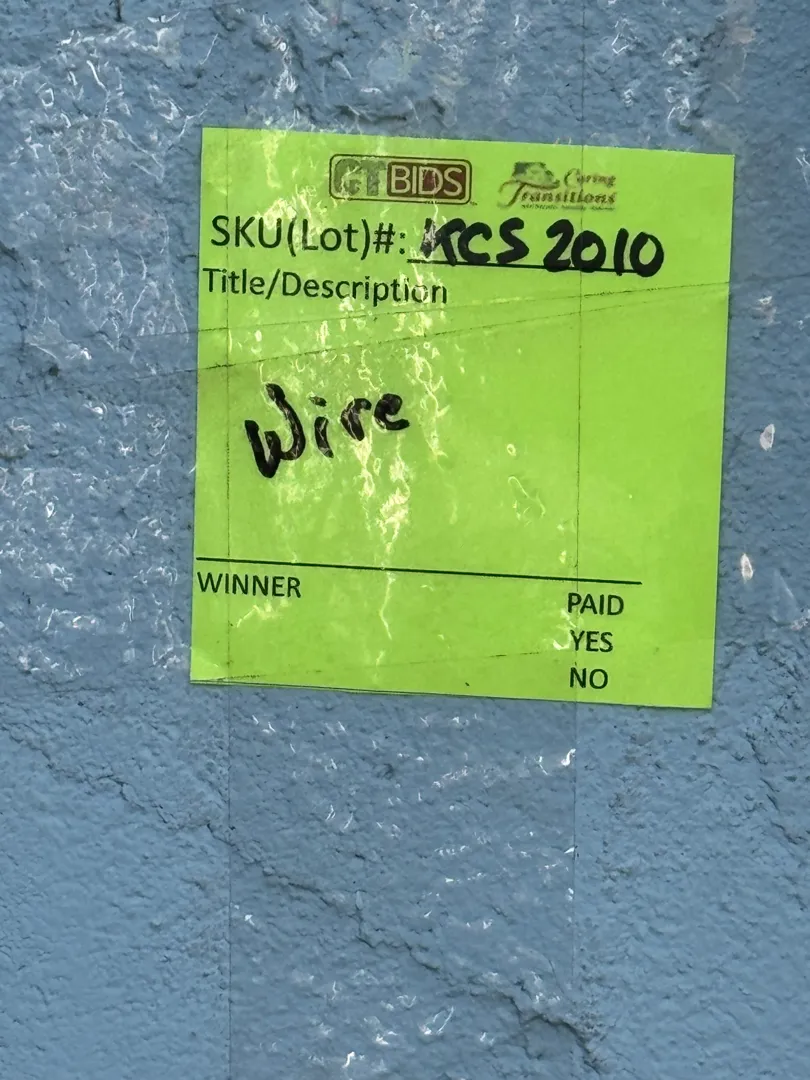 CTBIDS
Caring
Transitions
SKU(Lot)#: KCS 2010
Title/Description
Wire
WINNER
PAID
YES
NO